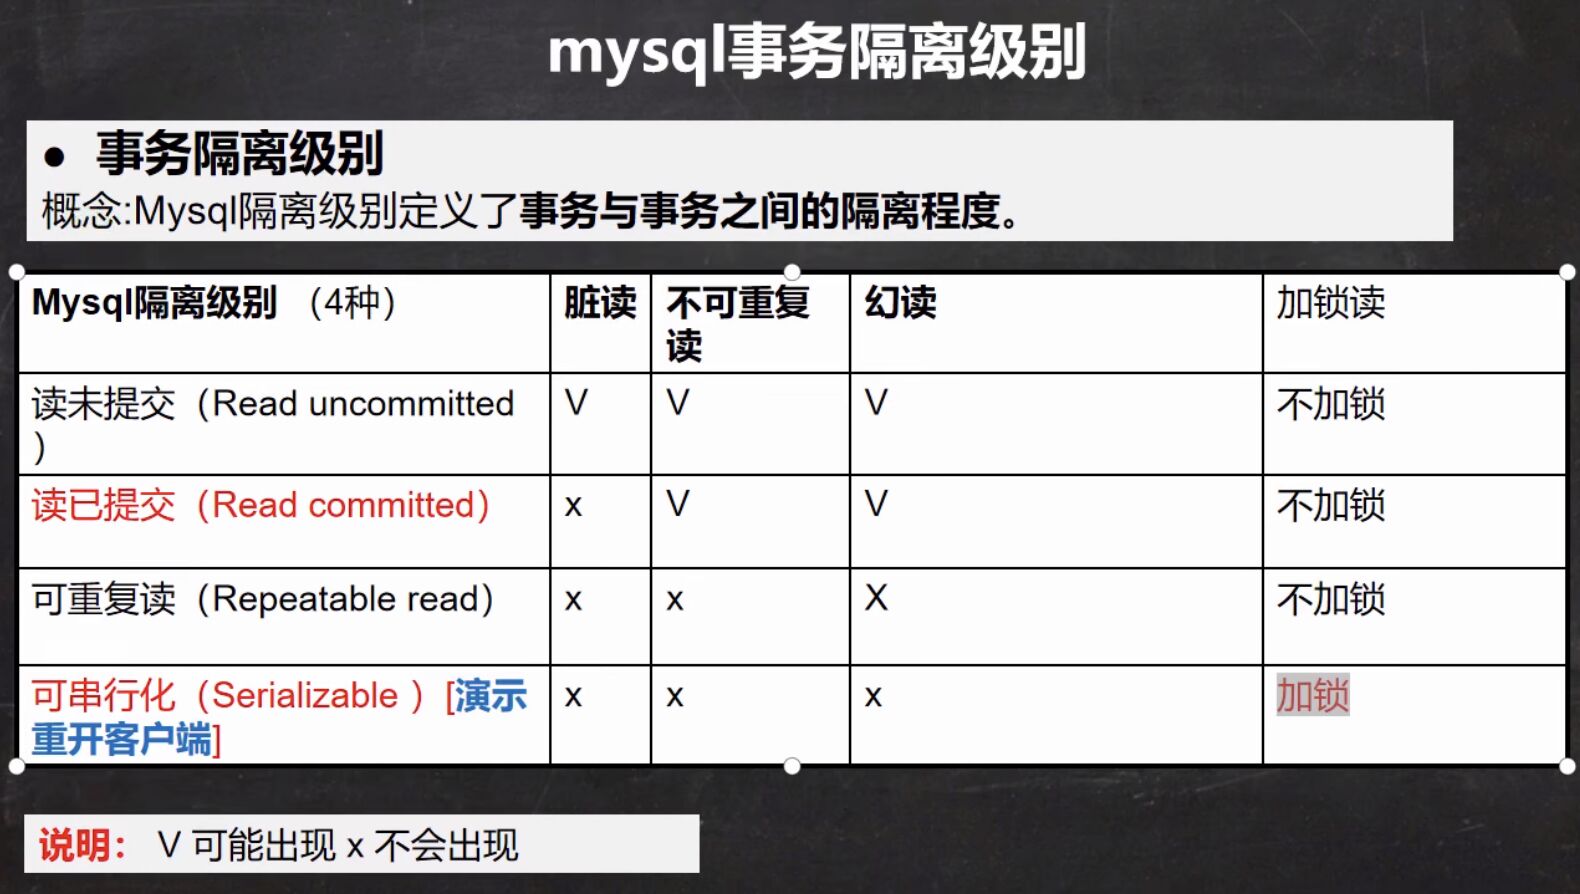 mysql事务隔离级别
● 事务隔离级别
概念:Mysql隔离级别定义了事务与事务之间的隔离程度。
Mysql隔离级别 （4种） 脏读 不可重复 幻读 加锁读
读
读未提交（Read uncommitted V V V 不加锁
）
读已提交（Read committed） x V V 不加锁
可重复读（Repeatable read） x x X 不加锁
可串行化（Serializable ）[演示 x x x 加锁
重开客户端]
说明： V 可能出现 x 不会出现